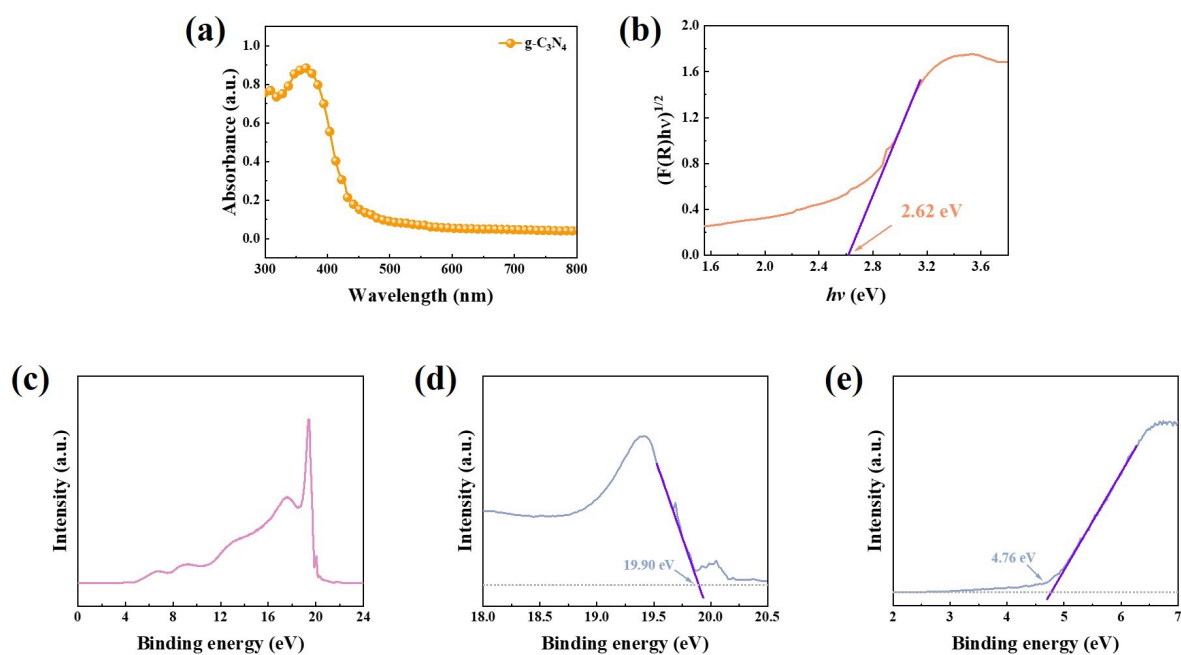 (a)
g-C₃N₄
1.0
0.8
0.6
0.4
0.2
0.0
Absorbance (a.u.)
300 400 500 600 700 800
Wavelength (nm)
(b)
2.0
1.6
1.2
0.8
0.4
0.0
(F(R)hν)^1/2
2.62 eV
1.6 2.0 2.4 2.8 3.2 3.6
hν (eV)
(c)
Intensity (a.u.)
0 4 8 12 16 20 24
Binding energy (eV)
(d)
Intensity (a.u.)
19.90 eV
18.0 18.5 19.0 19.5 20.0 20.5
Binding energy (eV)
(e)
Intensity (a.u.)
4.76 eV
2 3 4 5 6 7
Binding energy (eV)